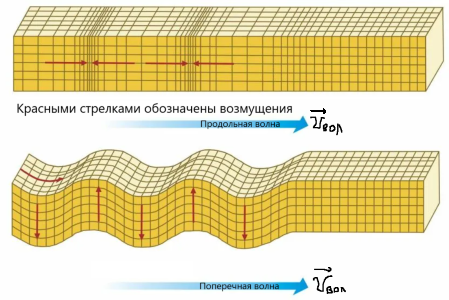 Красными стрелками обозначены возмущения
Продольная волна
v вол
Поперечная волна
v вол